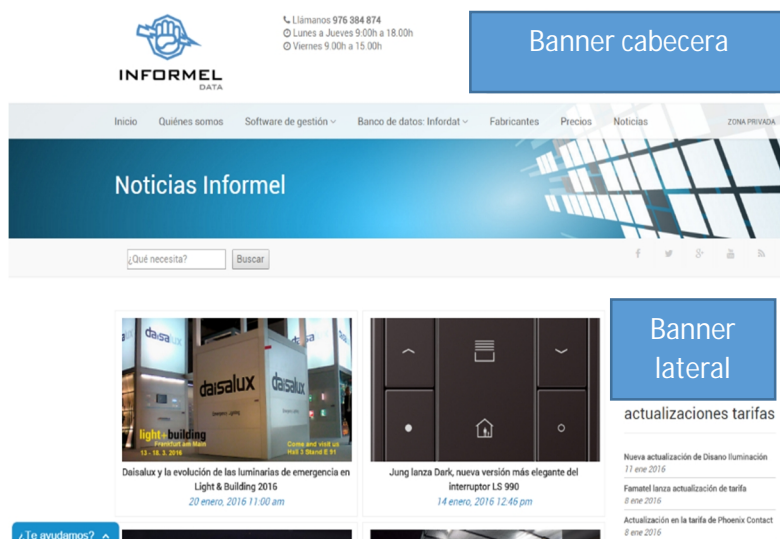 INFORMEL
DATA
Llámanos 976 384 874
Lunes a Jueves 9:00h a 18.00h
Viernes 9.00h a 15.00h
Banner cabecera
Inicio Quiénes somos Software de gestión Banco de datos: Infordat Fabricantes Precios Noticias ZONA PRIVADA
Noticias Informel
¿Qué necesita? Buscar
daisalux
daisalux
daisalux
light+building
Frankfurt am Main
13 - 18. 3. 2016
Come and visit us
Hall 3 Stand E 91
Daisalux y la evolución de las luminarias de emergencia en
Light & Building 2016
20 enero, 2016 11:00 am
Jung lanza Dark, nueva versión más elegante del
interruptor LS 990
14 enero, 2016 12:46 pm
Banner
lateral
actualizaciones tarifas
Nueva actualización de Disano Iluminación
11 ene 2016
Famatel lanza actualización de tarifa
8 ene 2016
Actualización en la tarifa de Phoenix Contact
8 ene 2016
¿Te ayudamos?